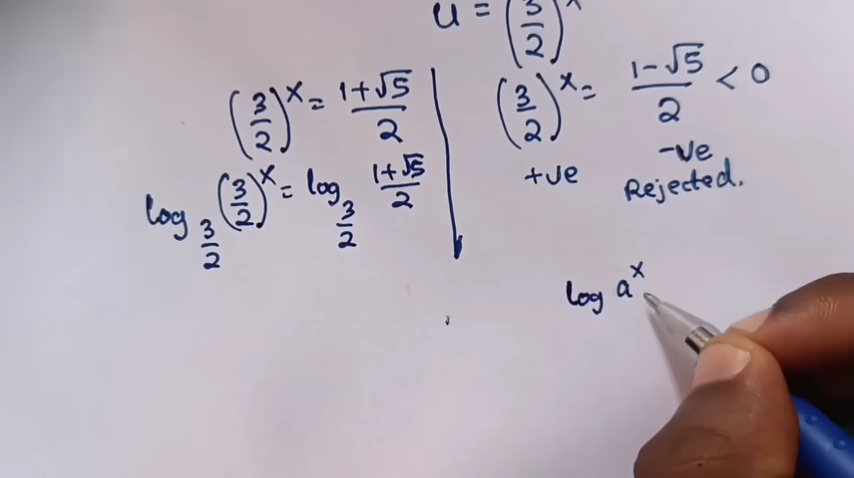 u = (3/2)^x
(3/2)^x = (1+√5)/2
(3/2)^x = (1-√5)/2 < 0
+ve
-ve
Rejected.
log_(3/2) (3/2)^x = log_(3/2) (1+√5)/2
log a^x